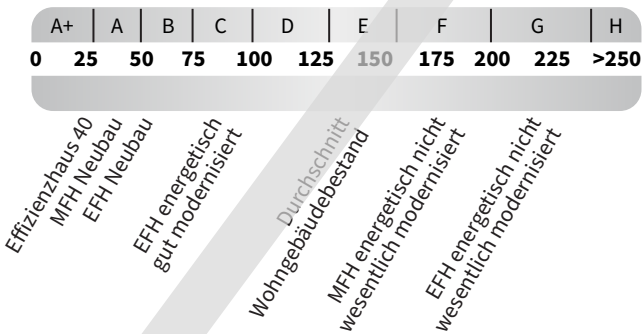 A+ A B C D E F G H
0 25 50 75 100 125 150 175 200 225 >250
Effizienzhaus 40
MFH Neubau
EFH Neubau
EFH energetisch
gut modernisiert
Durchschnitt
Wohngebäudebestand
MFH energetisch nicht
wesentlich modernisiert
EFH energetisch nicht
wesentlich modernisiert